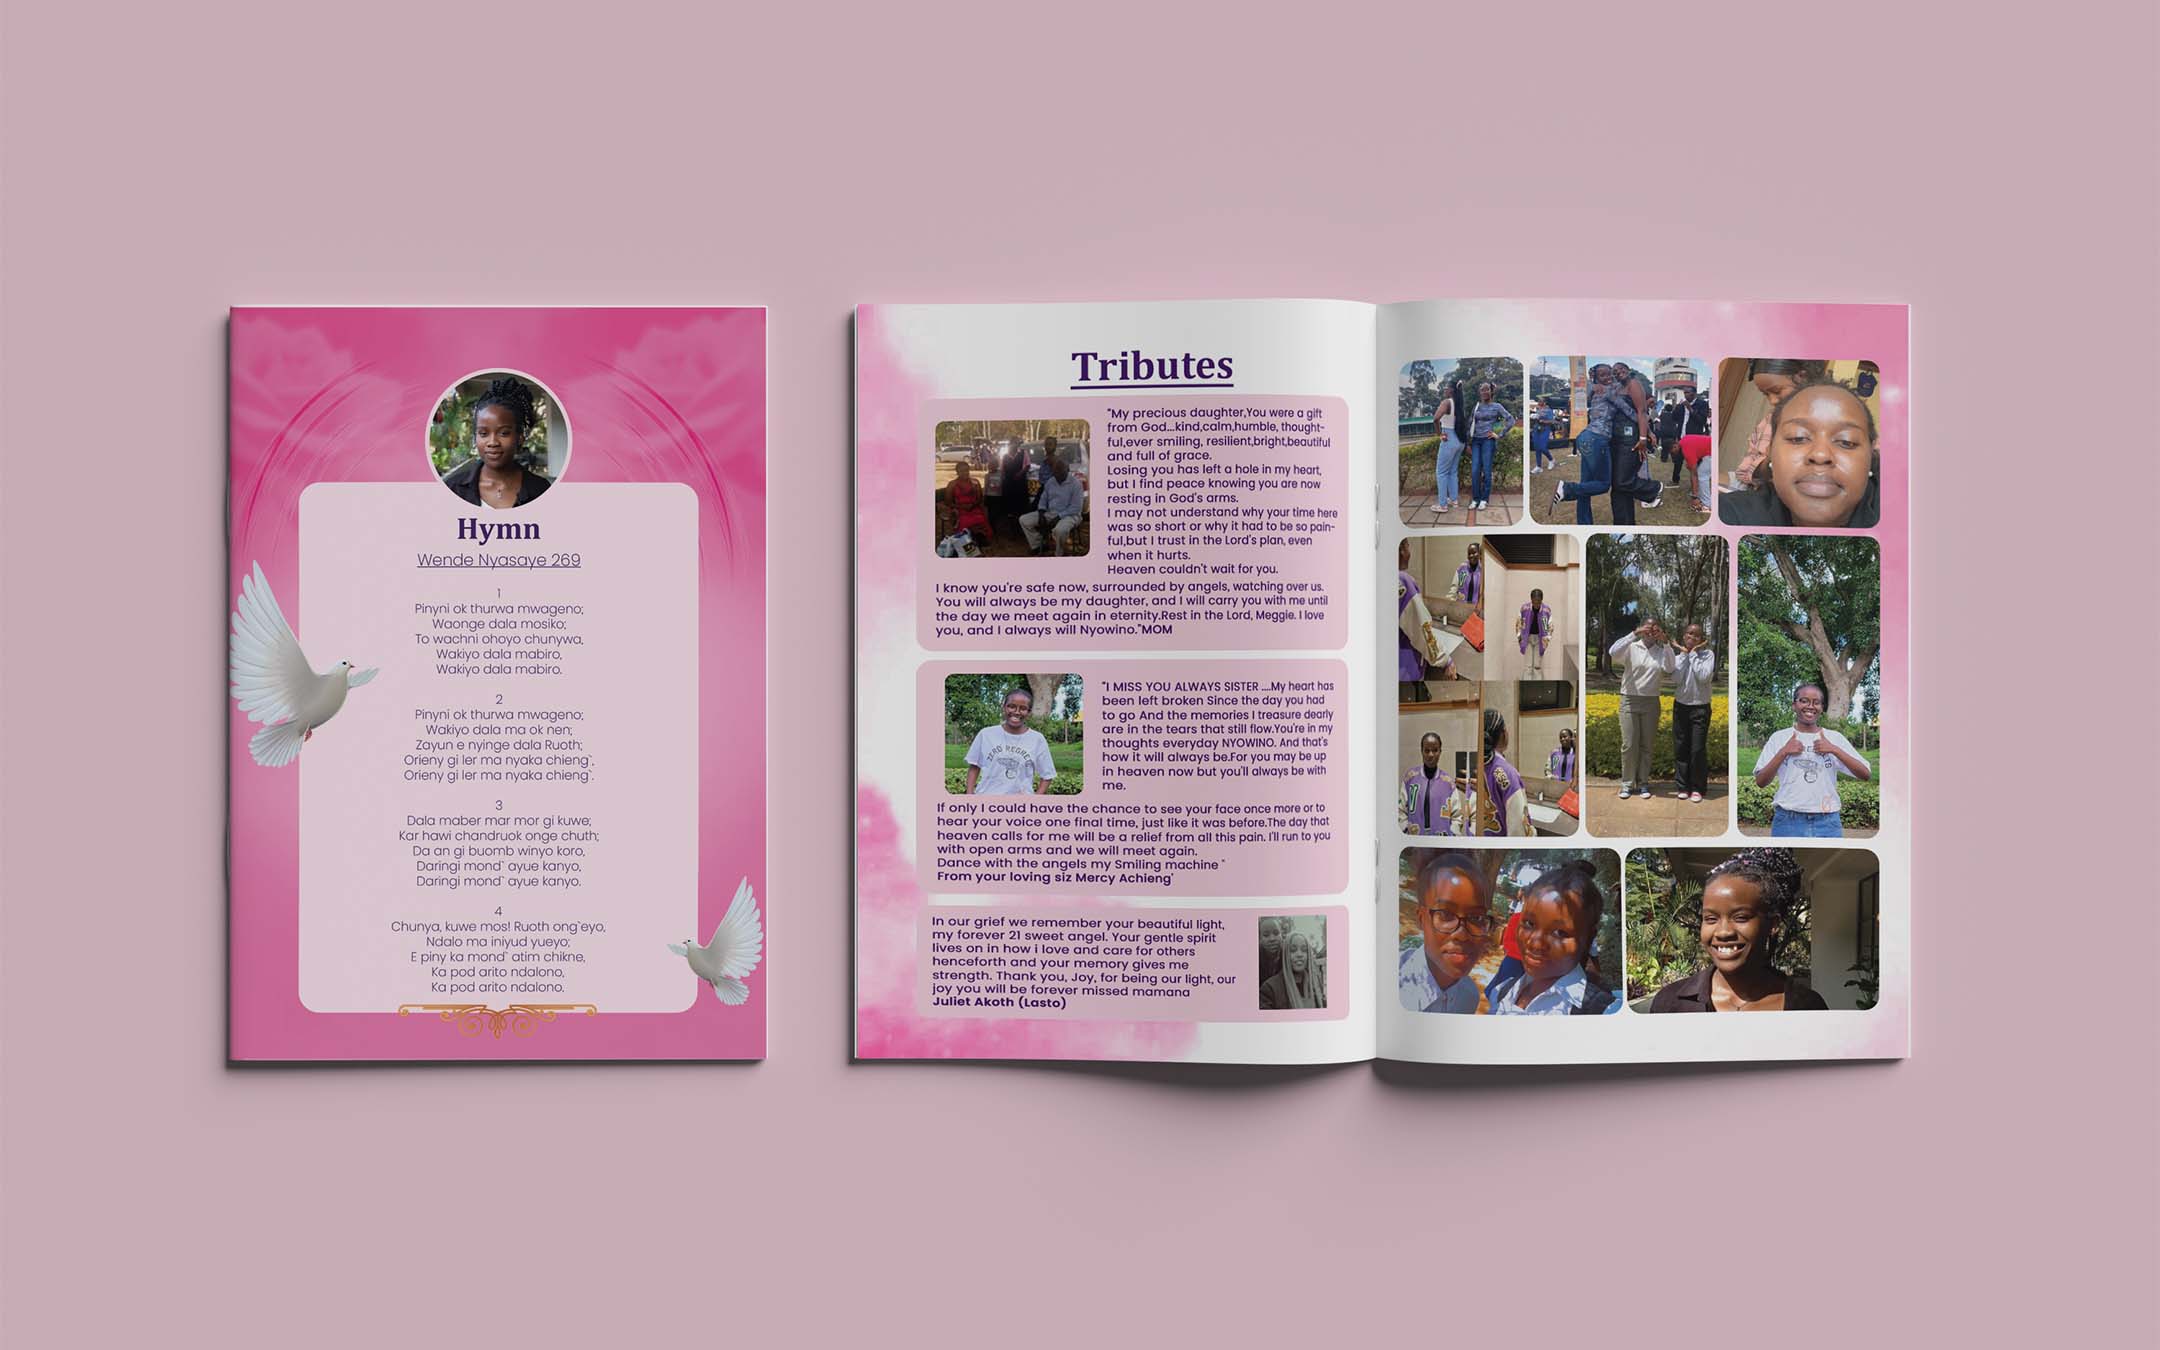 Hymn
Wende Nyasaye 269
1
Pinyni ok thurwa mwageno;
Waonge dala mosiko;
To wachni ohoyo chunywa,
Wakiyo dala mabiro,
Wakiyo dala mabiro.
2
Pinyni ok thurwa mwageno;
Wakiyo dala ma ok nen;
Zayun e nyinge dala Ruoth;
Orieny gi ler ma nyaka chieng`,
Orieny gi ler ma nyaka chieng`.
3
Dala maber mar mor gi kuwe;
Kar hawi chandruok onge chuth;
Da an gi buomb winyo koro,
Daringi mond` ayue kanyo,
Daringi mond` ayue kanyo.
4
Chunya, kuwe mos! Ruoth ong`eyo,
Ndalo ma iniyud yueyo;
E piny ka mond` atim chikne,
Ka pod arito ndalono,
Ka pod arito ndalono.
Tributes
"My precious daughter,You were a gift
from God...kind,calm,humble, thought-
ful,ever smiling, resilient,bright,beautiful
and full of grace.
Losing you has left a hole in my heart,
but I find peace knowing you are now
resting in God's arms.
I may not understand why your time here
was so short or why it had to be so pain-
ful,but I trust in the Lord's plan, even
when it hurts.
Heaven couldn't wait for you.
I know you're safe now, surrounded by angels, watching over us.
You will always be my daughter, and I will carry you with me until
the day we meet again in eternity.Rest in the Lord, Meggie. I love
you, and I always will Nyowino."MOM
"I MISS YOU ALWAYS SISTER ....My heart has
been left broken Since the day you had
to go And the memories I treasure dearly
are in the tears that still flow.You're in my
thoughts everyday NYOWINO. And that's
how it will always be.For you may be up
in heaven now but you'll always be with
me.
If only I could have the chance to see your face once more or to
hear your voice one final time, just like it was before.The day that
heaven calls for me will be a relief from all this pain. I'll run to you
with open arms and we will meet again.
Dance with the angels my Smiling machine "
From your loving siz Mercy Achieng'
ZERO REGRE
In our grief we remember your beautiful light,
my forever 21 sweet angel. Your gentle spirit
lives on in how i love and care for others
henceforth and your memory gives me
strength. Thank you, Joy, for being our light, our
joy you will be forever missed mamana
Juliet Akoth (Lasto)